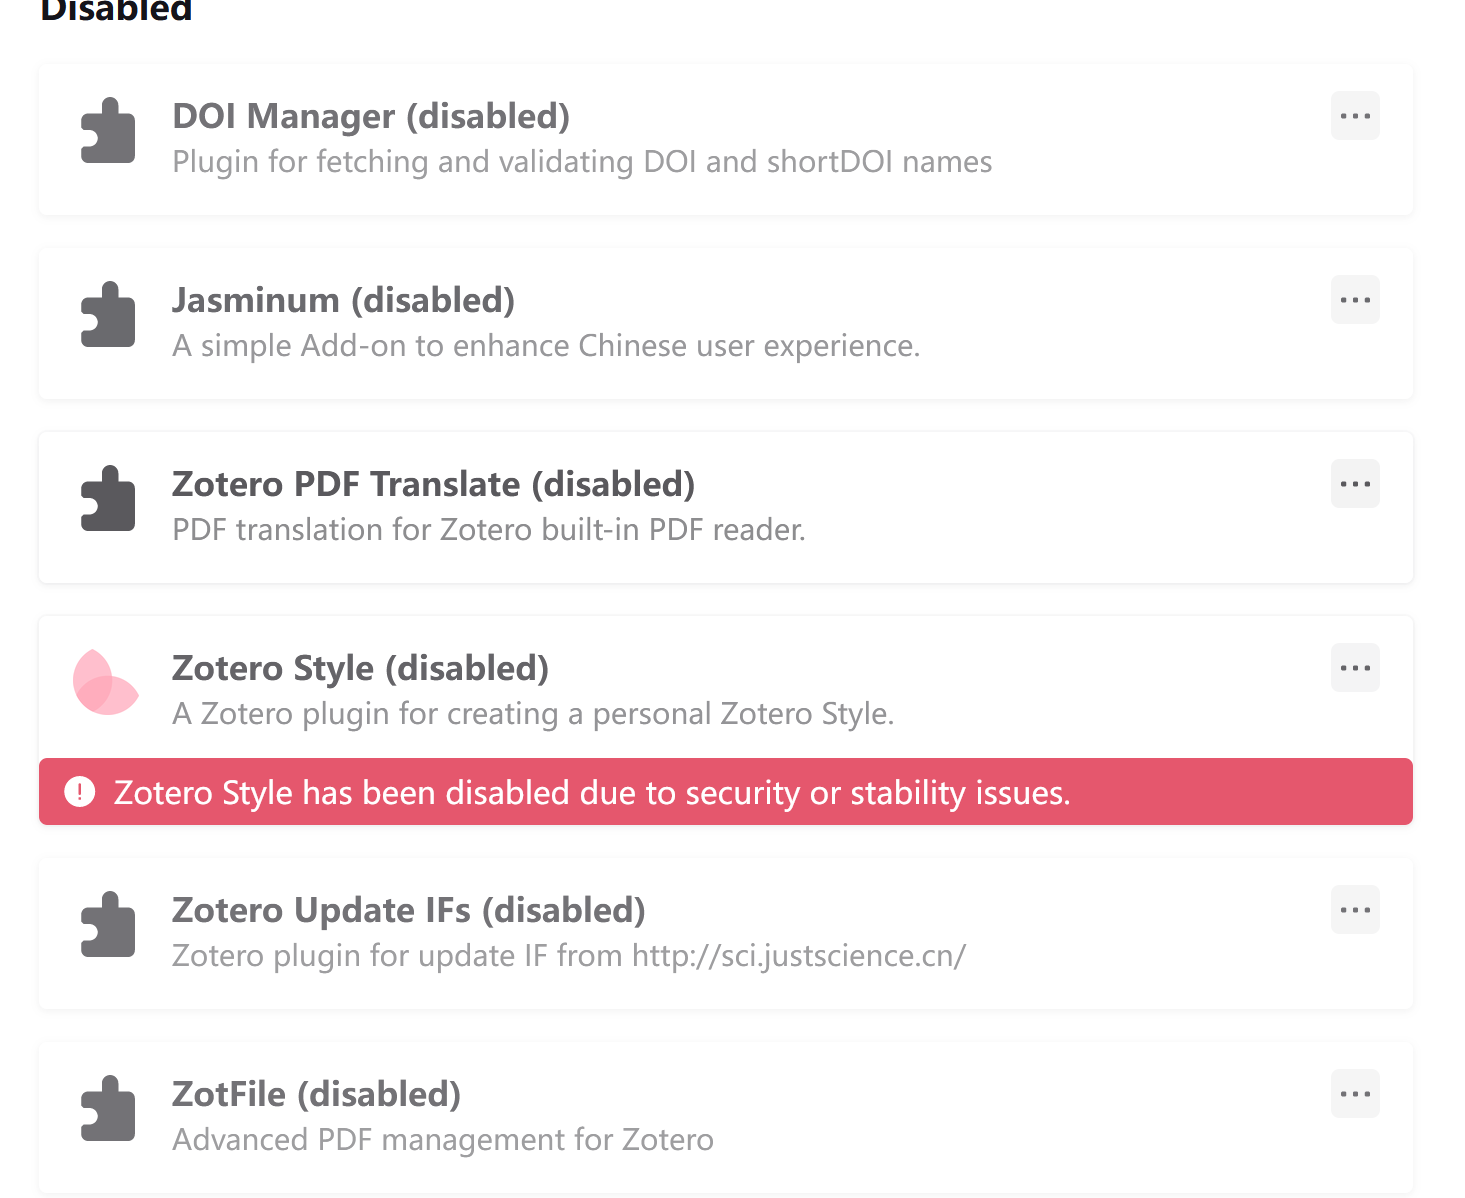 Disabled
DOI Manager (disabled)
Plugin for fetching and validating DOI and shortDOI names
Jasminum (disabled)
A simple Add-on to enhance Chinese user experience.
Zotero PDF Translate (disabled)
PDF translation for Zotero built-in PDF reader.
Zotero Style (disabled)
A Zotero plugin for creating a personal Zotero Style.
Zotero Style has been disabled due to security or stability issues.
Zotero Update IFs (disabled)
Zotero plugin for update IF from http://sci.justscience.cn/
ZotFile (disabled)
Advanced PDF management for Zotero